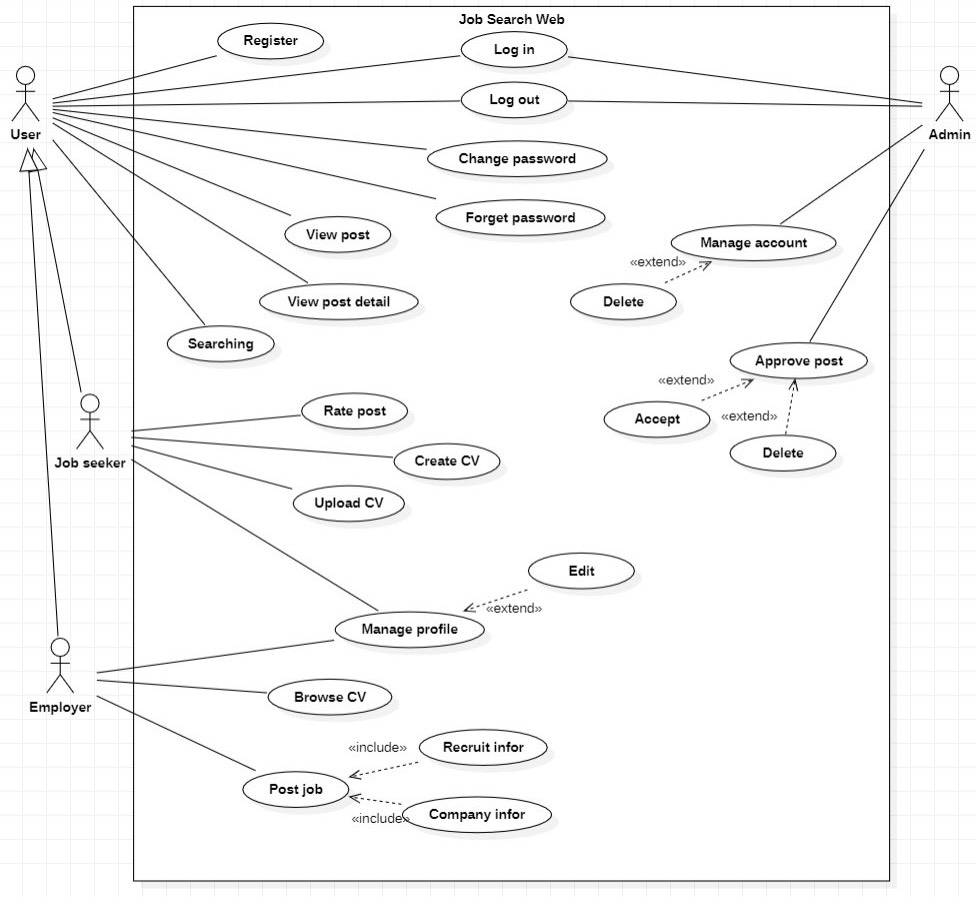 Job Search Web
Register
Log in
Log out
User
Admin
Change password
Forget password
View post
Manage account
«extend»
View post detail
Delete
Searching
Approve post
«extend»
Rate post
Accept
«extend»
Job seeker
Create CV
Delete
Upload CV
Edit
«extend»
Manage profile
Browse CV
Employer
«include»
Recruit infor
Post job
Company infor
«include»